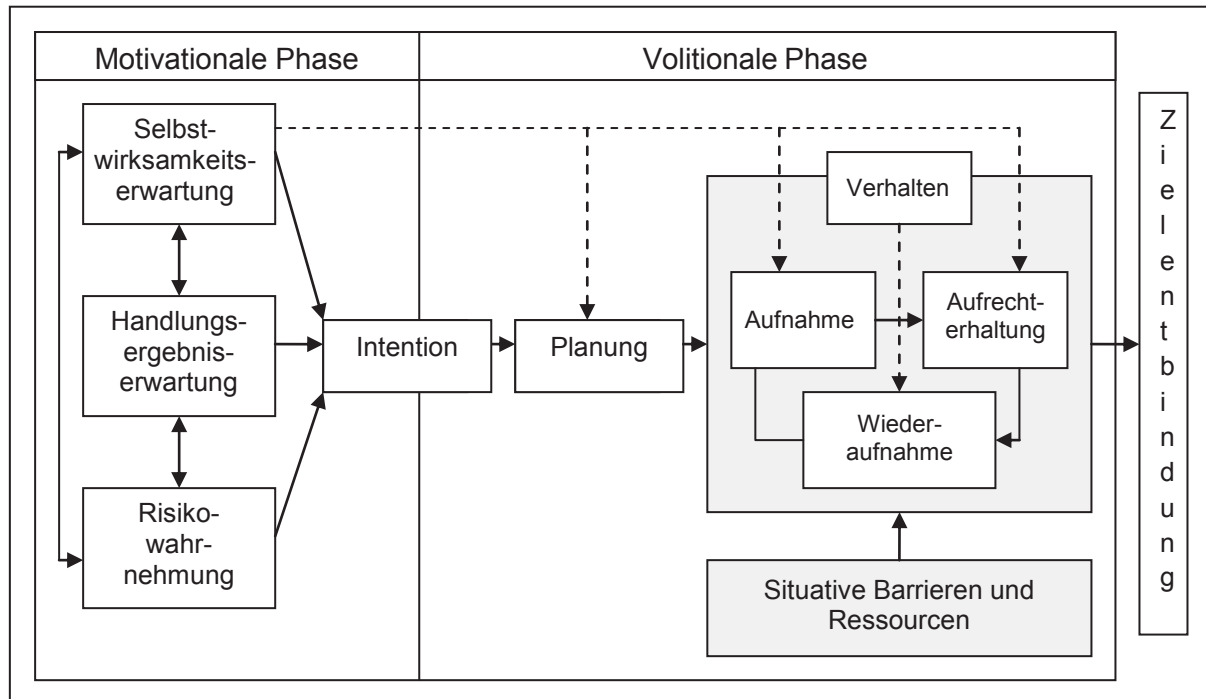 Motivationale Phase
Volitionale Phase
Selbst-
wirksamkeits-
erwartung
Handlungs-
ergebnis-
erwartung
Risiko-
wahr-
nehmung
Intention
Planung
Verhalten
Aufnahme
Aufrecht-
erhaltung
Wieder-
aufnahme
Situative Barrieren und
Ressourcen
Z
i
e
l
e
n
t
b
i
n
d
u
n
g